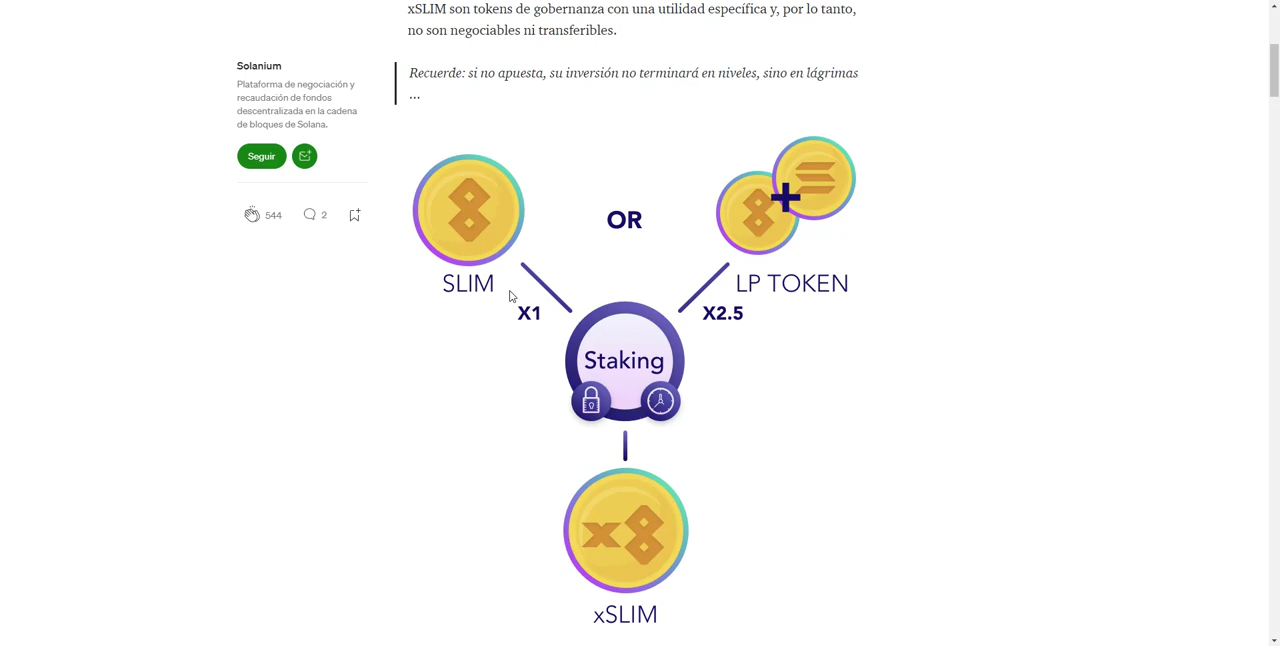 xSLIM son tokens de gobernanza con una utilidad específica y, por lo tanto,
no son negociables ni transferibles.
Solanium
Plataforma de negociación y
recaudación de fondos
descentralizada en la cadena
de bloques de Solana.
Seguir
544
2
Recuerde: si no apuesta, su inversión no terminará en niveles, sino en lágrimas
...
OR
SLIM
LP TOKEN
X1
X2.5
Staking
xSLIM